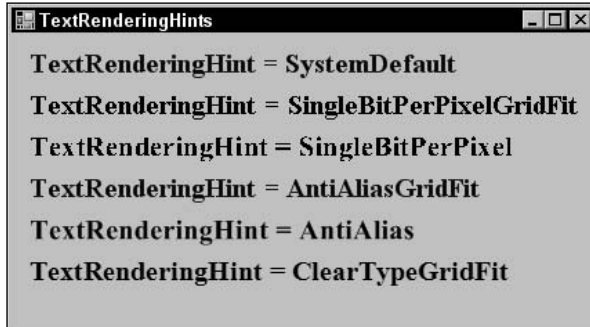 TextRenderingHints
TextRenderingHint = SystemDefault
TextRenderingHint = SingleBitPerPixelGridFit
TextRenderingHint = SingleBitPerPixel
TextRenderingHint = AntiAliasGridFit
TextRenderingHint = AntiAlias
TextRenderingHint = ClearTypeGridFit